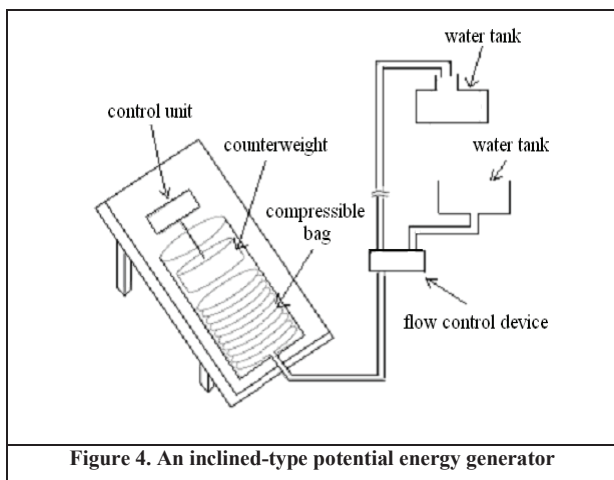 water tank
control unit
counterweight
water tank
compressible
bag
flow control device
Figure 4. An inclined-type potential energy generator